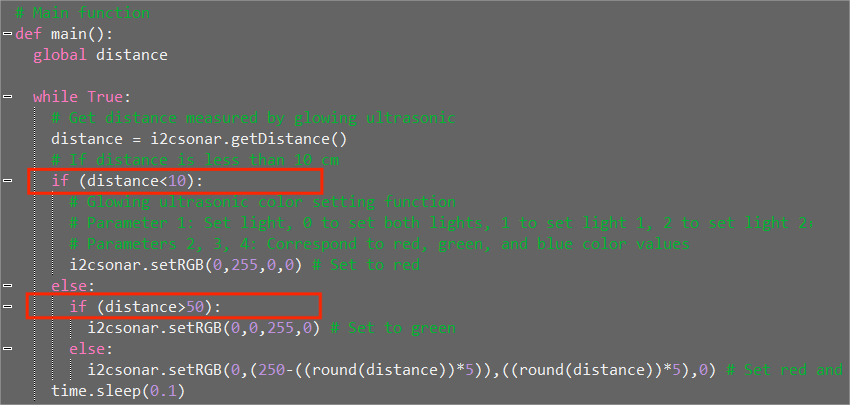 # Main function
def main():
global distance
while True:
# Get distance measured by glowing ultrasonic
distance = i2csonar.getDistance()
# If distance is less than 10 cm
if (distance<10):
# Glowing ultrasonic color setting function
# Parameter 1: Set light, 0 to set both lights, 1 to set light 1, 2 to set light 2;
# Parameters 2, 3, 4: Correspond to red, green, and blue color values
i2csonar.setRGB(0,255,0,0) # Set to red
else:
if (distance>50):
i2csonar.setRGB(0,0,255,0) # Set to green
else:
i2csonar.setRGB(0,(250-((round(distance))*5)),((round(distance))*5),0) # Set red and
time.sleep(0.1)